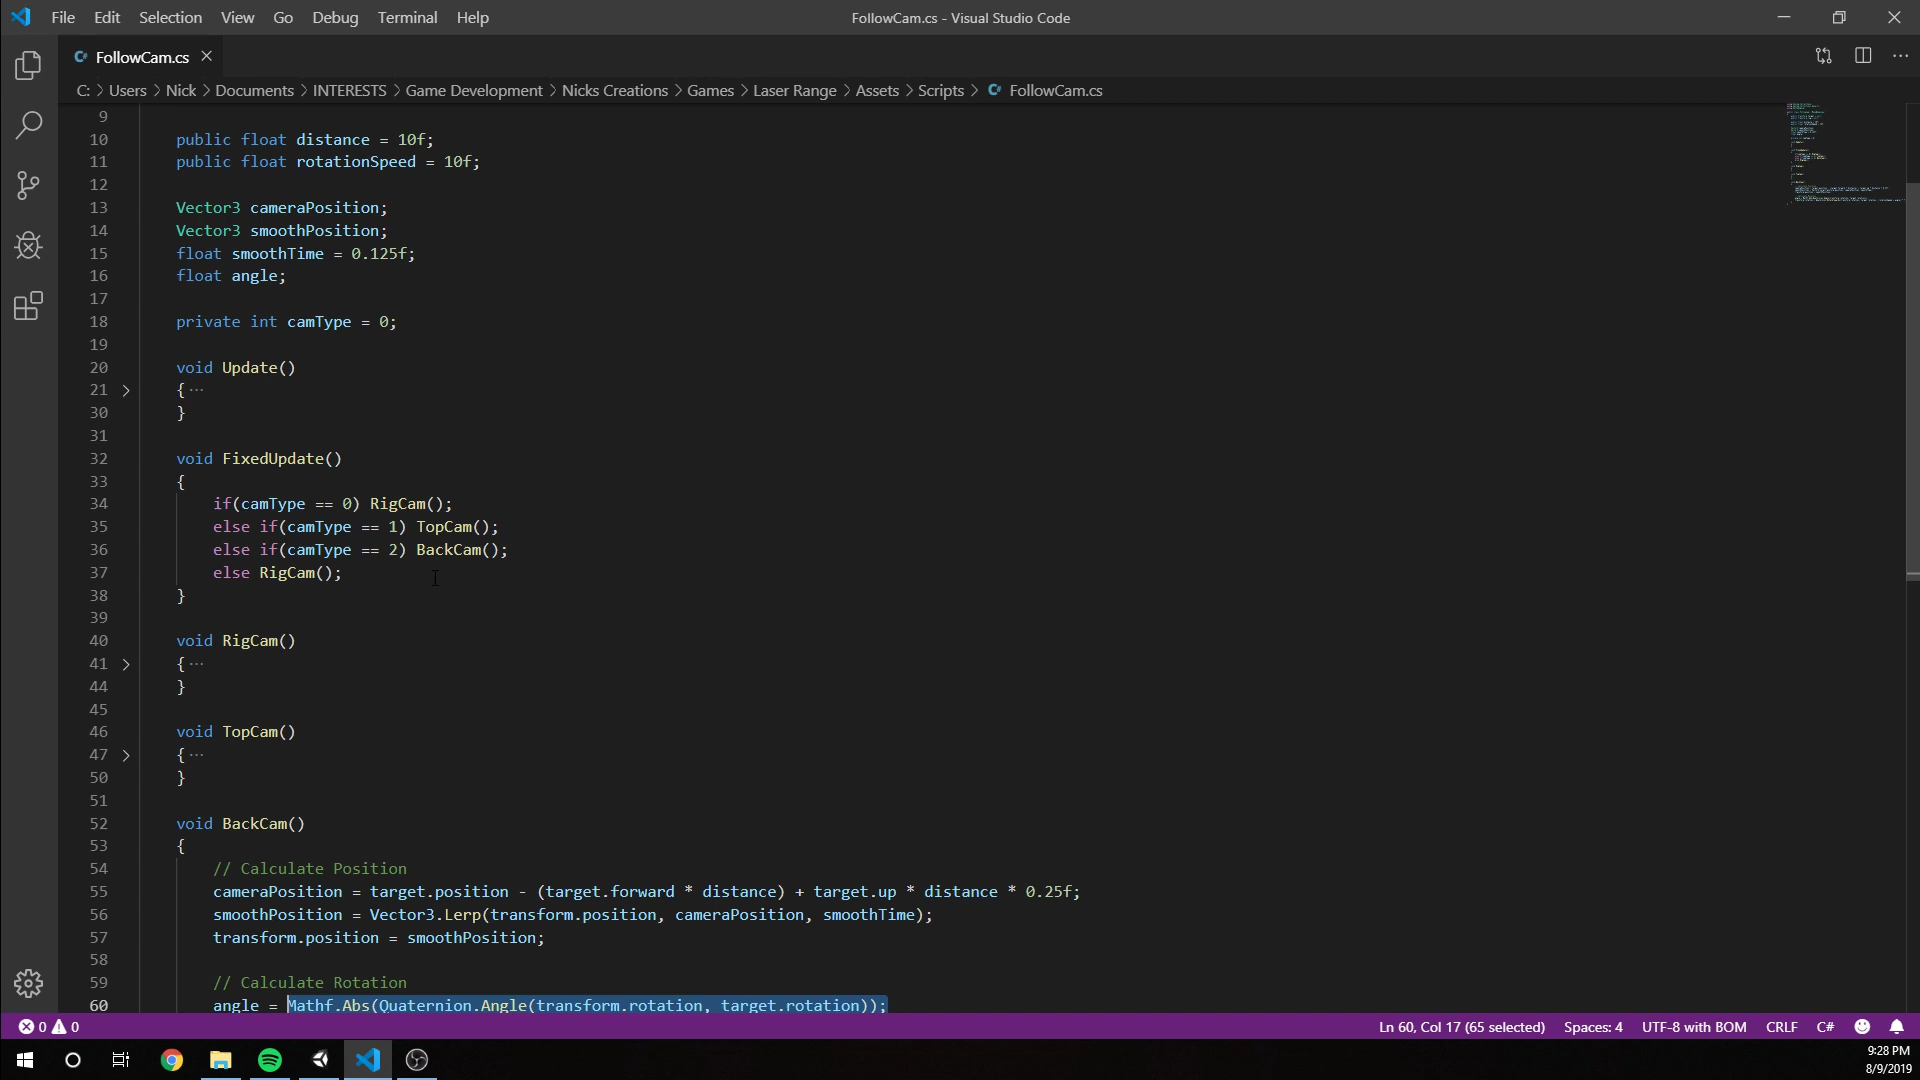 File Edit Selection View Go Debug Terminal Help
FollowCam.cs - Visual Studio Code
FollowCam.cs
C: > Users > Nick > Documents > INTERESTS > Game Development > Nicks Creations > Games > Laser Range > Assets > Scripts > FollowCam.cs
9
10 public float distance = 10f;
11 public float rotationSpeed = 10f;
12
13 Vector3 cameraPosition;
14 Vector3 smoothPosition;
15 float smoothTime = 0.125f;
16 float angle;
17
18 private int camType = 0;
19
20 void Update()
21 > { ...
30 }
31
32 void FixedUpdate()
33 {
34 if(camType == 0) RigCam();
35 else if(camType == 1) TopCam();
36 else if(camType == 2) BackCam();
37 else RigCam();
38 }
39
40 void RigCam()
41 > { ...
44 }
45
46 void TopCam()
47 > { ...
50 }
51
52 void BackCam()
53 {
54 // Calculate Position
55 cameraPosition = target.position - (target.forward * distance) + target.up * distance * 0.25f;
56 smoothPosition = Vector3.Lerp(transform.position, cameraPosition, smoothTime);
57 transform.position = smoothPosition;
58
59 // Calculate Rotation
60 angle = Mathf.Abs(Quaternion.Angle(transform.rotation, target.rotation));
0 0 Ln 60, Col 17 (65 selected) Spaces: 4 UTF-8 with BOM CRLF C#
9:28 PM
8/9/2019